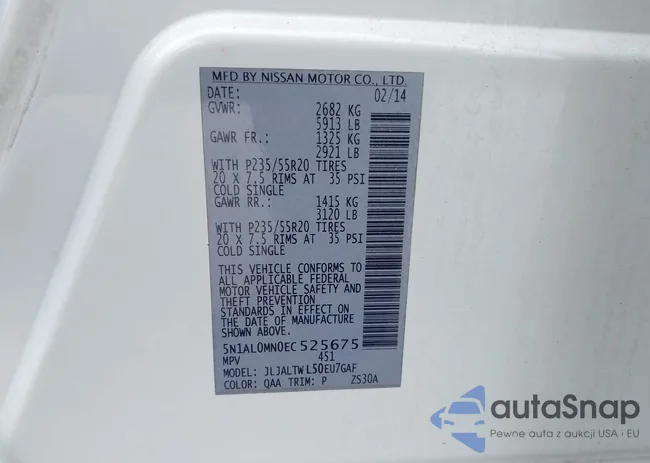 MFD BY NISSAN MOTOR CO., LTD.
DATE: 02/14
GVWR: 2682 KG
5913 LB
GAWR FR.: 1325 KG
2921 LB
WITH P235/55R20 TIRES
20 X 7.5 RIMS AT 35 PSI
COLD SINGLE
GAWR RR.: 1415 KG
3120 LB
WITH P235/55R20 TIRES
20 X 7.5 RIMS AT 35 PSI
COLD SINGLE
THIS VEHICLE CONFORMS TO
ALL APPLICABLE FEDERAL
MOTOR VEHICLE SAFETY AND
THEFT PREVENTION
STANDARDS IN EFFECT ON
THE DATE OF MANUFACTURE
SHOWN ABOVE.
5N1AL0MN0EC525675
MPV 451
MODEL: JLJALTWL50EU7GAF
COLOR: QAA TRIM: P ZS30A
autoSnap
Pewne auta z aukcji USA i EU